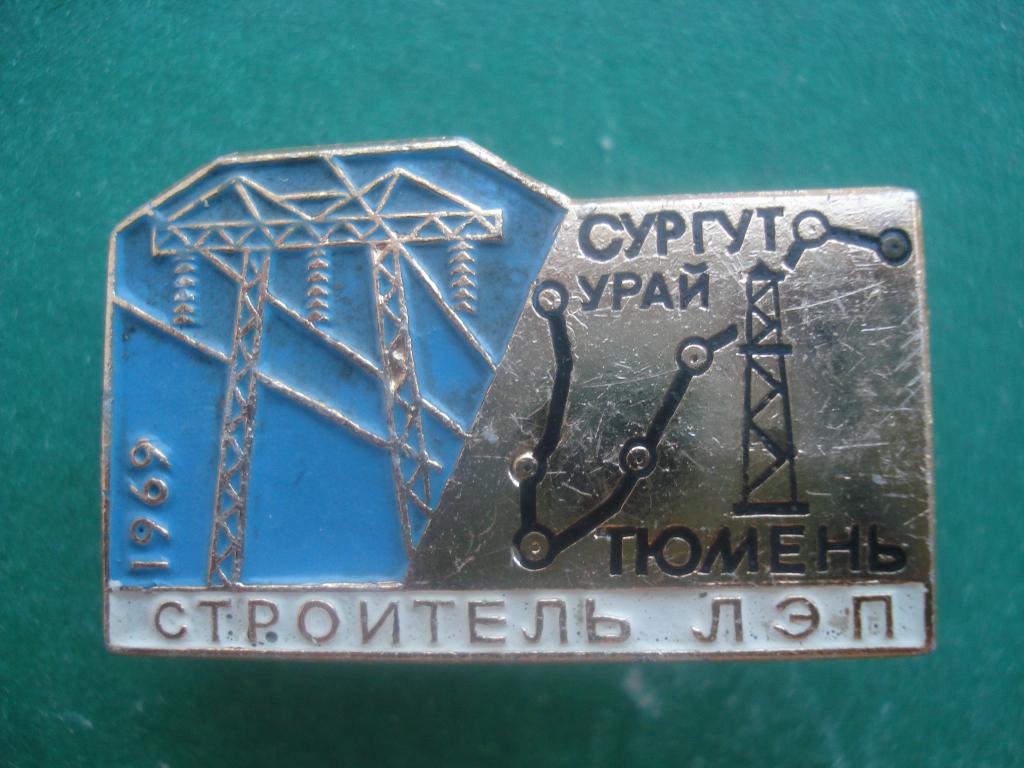 СУРГУТ
УРАЙ
1969
ТЮМЕНЬ
СТРОИТЕЛЬ ЛЭП